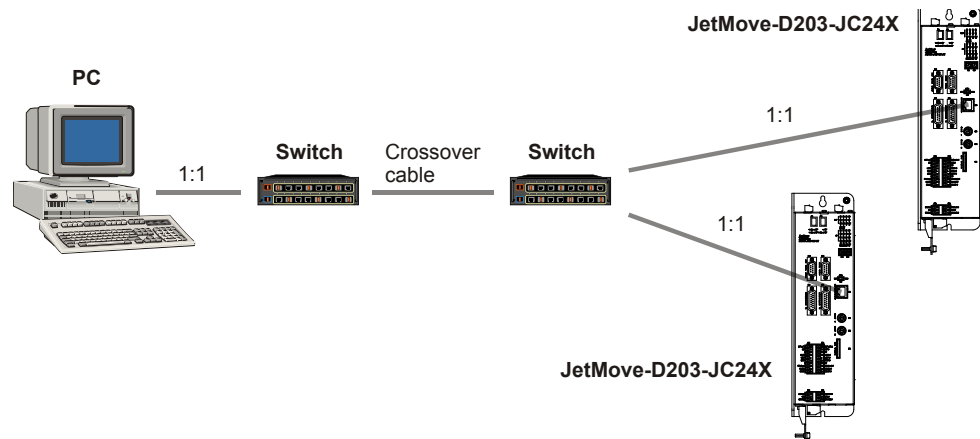 JetMove-D203-JC24X
PC
1:1
Switch
Crossover
cable
Switch
1:1
1:1
JetMove-D203-JC24X